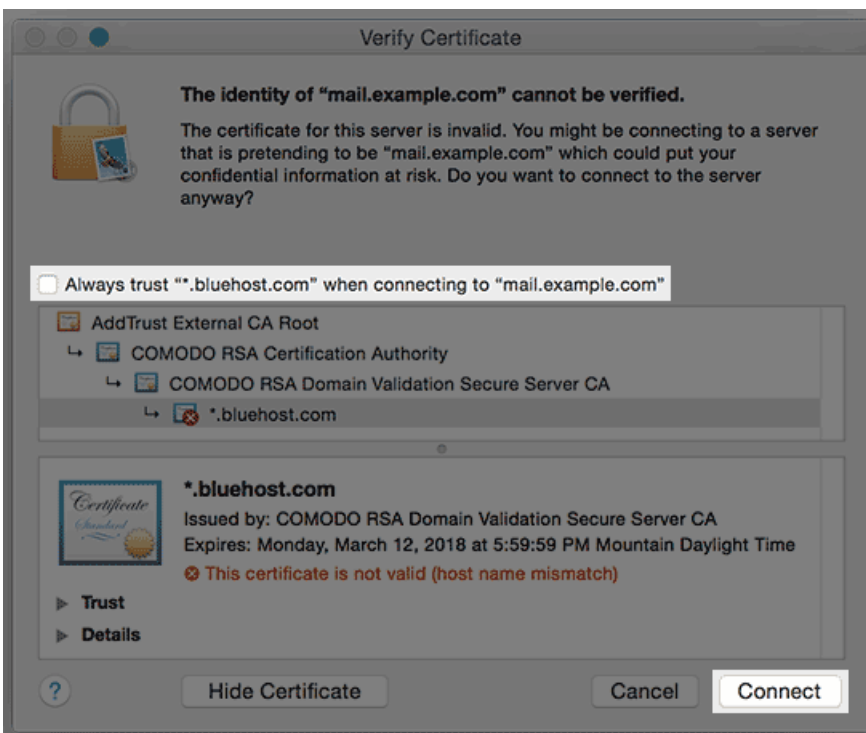 Verify Certificate
The identity of “mail.example.com” cannot be verified.
The certificate for this server is invalid. You might be connecting to a server
that is pretending to be “mail.example.com” which could put your
confidential information at risk. Do you want to connect to the server
anyway?
Always trust “*.bluehost.com” when connecting to “mail.example.com”
AddTrust External CA Root
COMODO RSA Certification Authority
COMODO RSA Domain Validation Secure Server CA
*.bluehost.com
Certificate
Standard
*.bluehost.com
Issued by: COMODO RSA Domain Validation Secure Server CA
Expires: Monday, March 12, 2018 at 5:59:59 PM Mountain Daylight Time
This certificate is not valid (host name mismatch)
Trust
Details
? Hide Certificate Cancel Connect